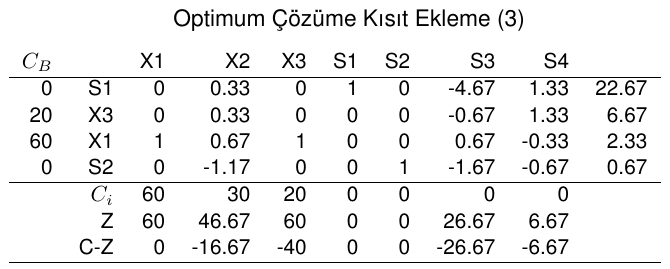 Optimum Çözüme Kısıt Ekleme (3)
C_B X1 X2 X3 S1 S2 S3 S4
0 S1 0 0.33 0 1 0 -4.67 1.33 22.67
20 X3 0 0.33 0 0 0 -0.67 1.33 6.67
60 X1 1 0.67 1 0 0 0.67 -0.33 2.33
0 S2 0 -1.17 0 0 1 -1.67 -0.67 0.67
C_i 60 30 20 0 0 0 0
Z 60 46.67 60 0 0 26.67 6.67
C-Z 0 -16.67 -40 0 0 -26.67 -6.67